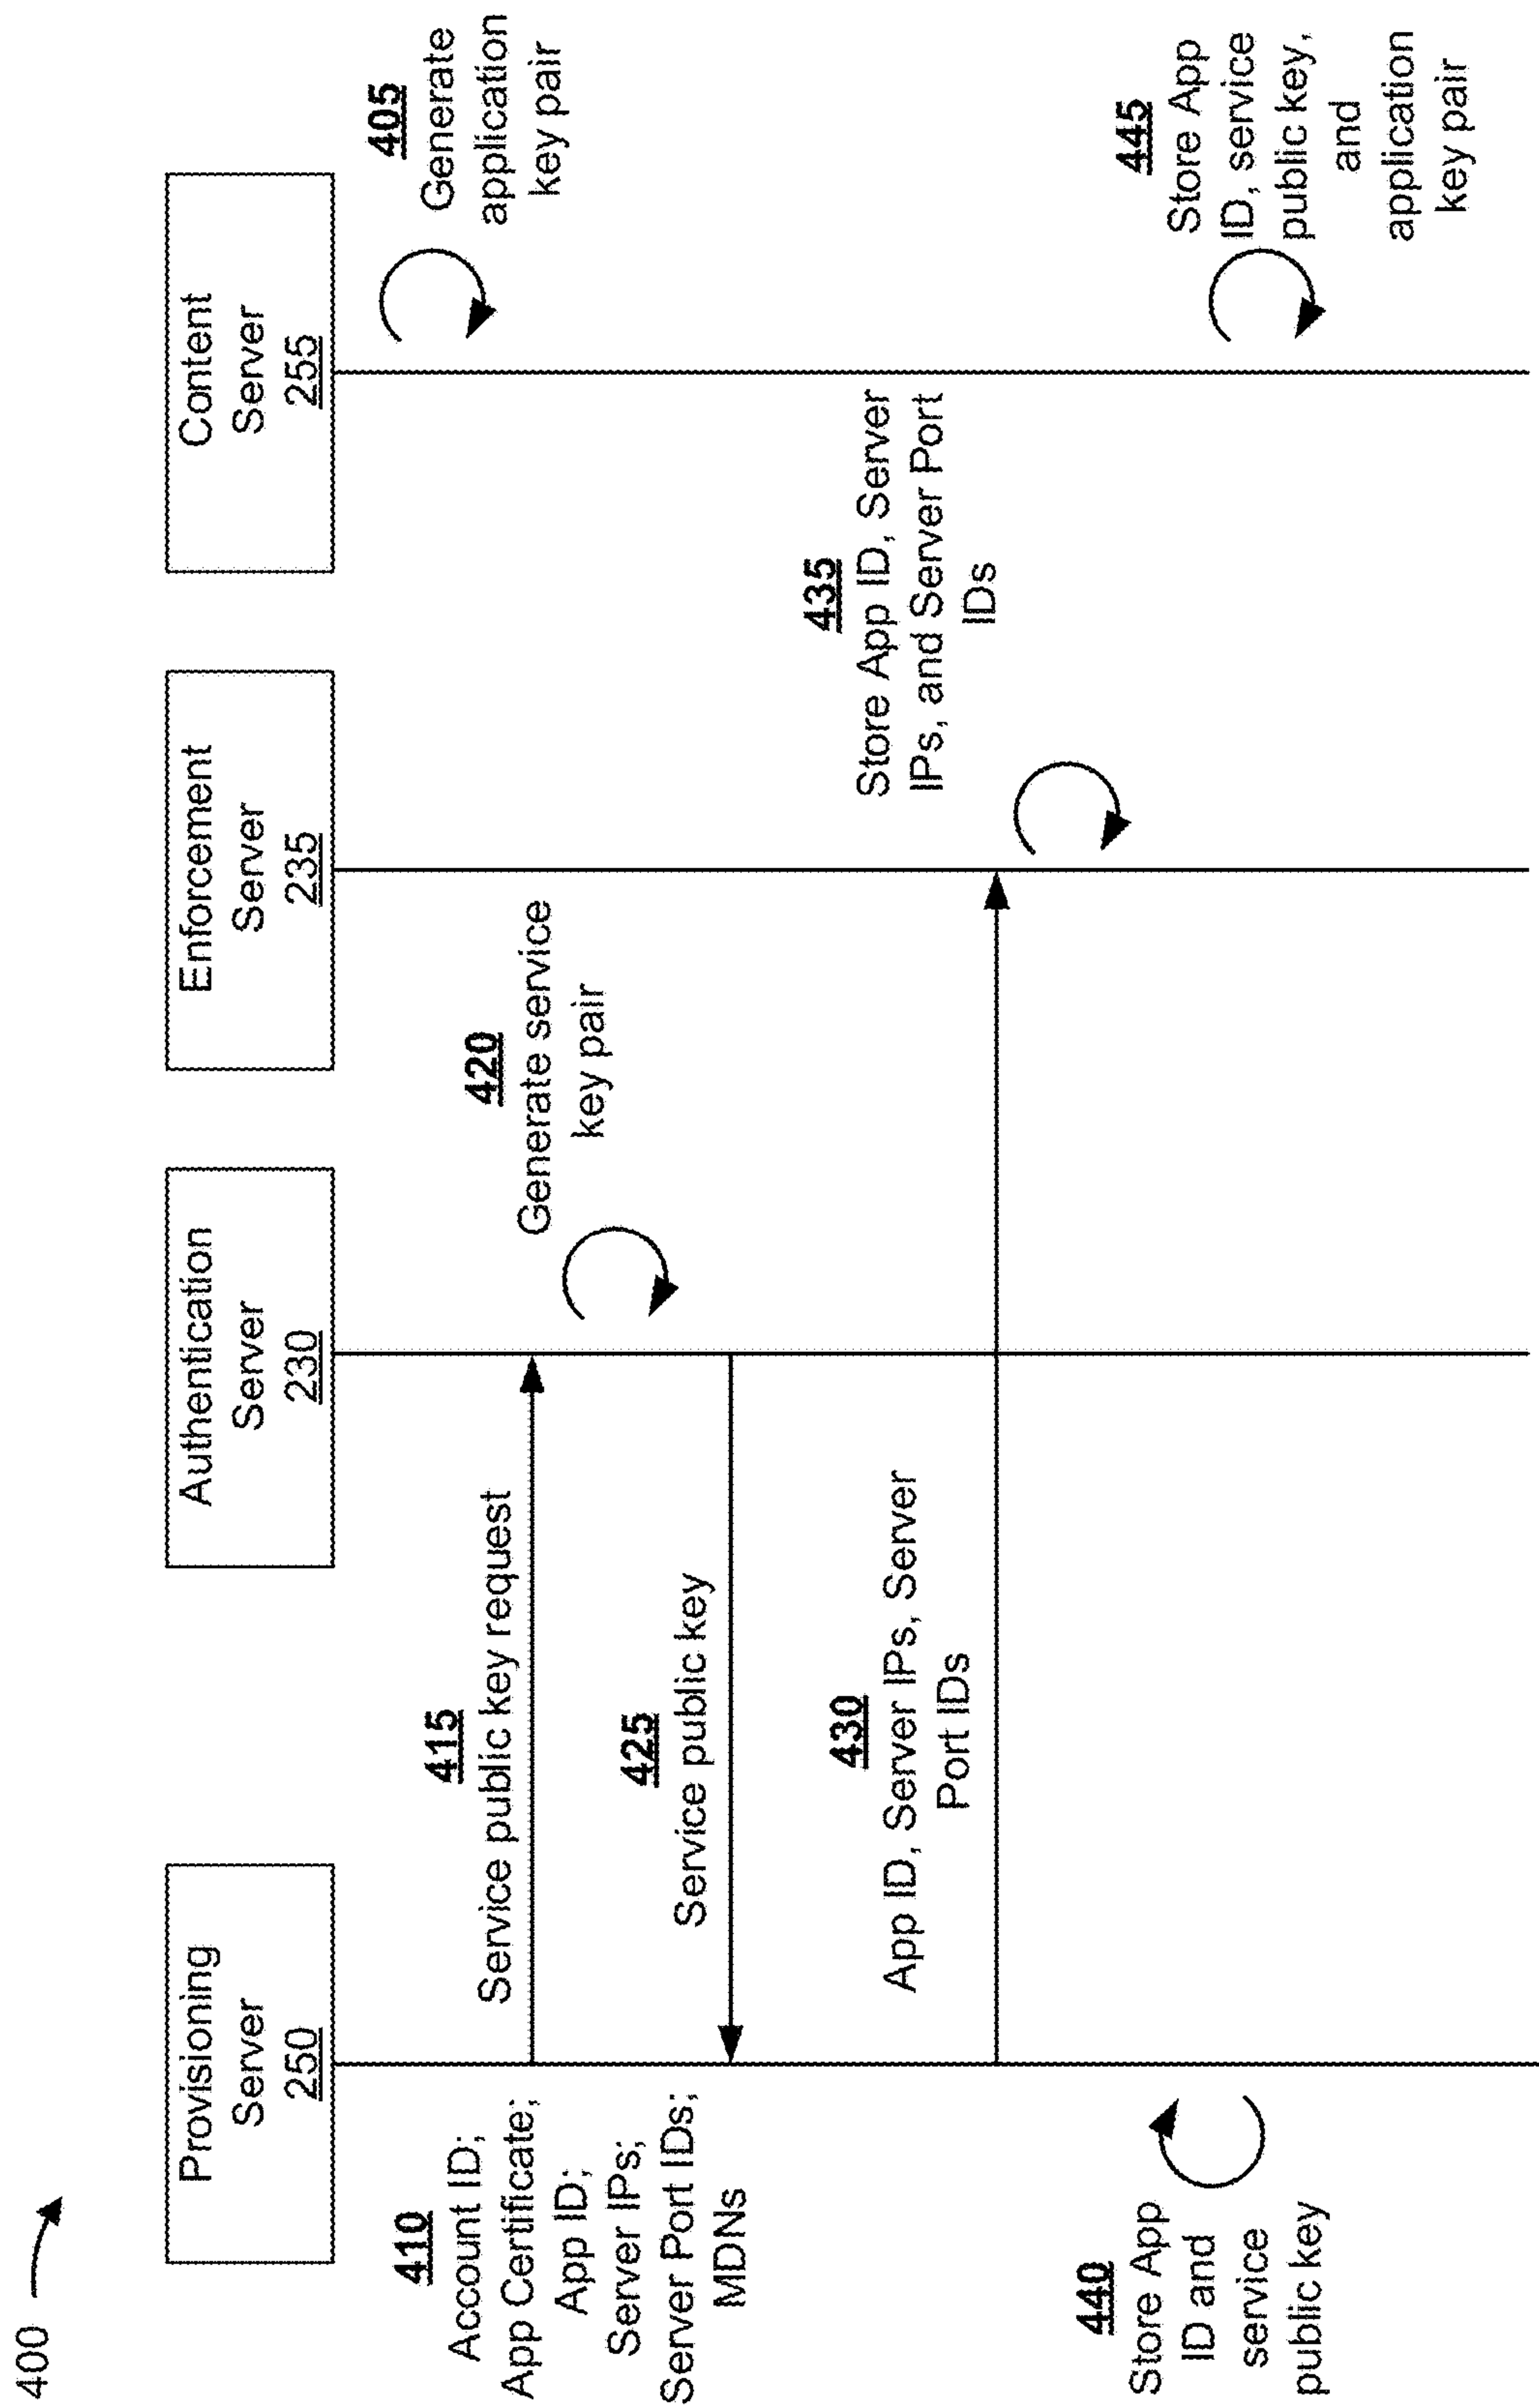 400
Provisioning
Server
250
Authentication
Server
230
Enforcement
Server
235
Content
Server
255
405
Generate
application
key pair
410
Account ID;
App Certificate;
App ID;
Server IPs;
Server Port IDs;
MDNs
415
Service public key request
420
Generate service
key pair
425
Service public key
430
App ID, Server IPs, Server
Port IDs
435
Store App ID, Server
IPs, and Server Port
IDs
440
Store App
ID and
service
public key
445
Store App
ID, service
public key,
and
application
key pair